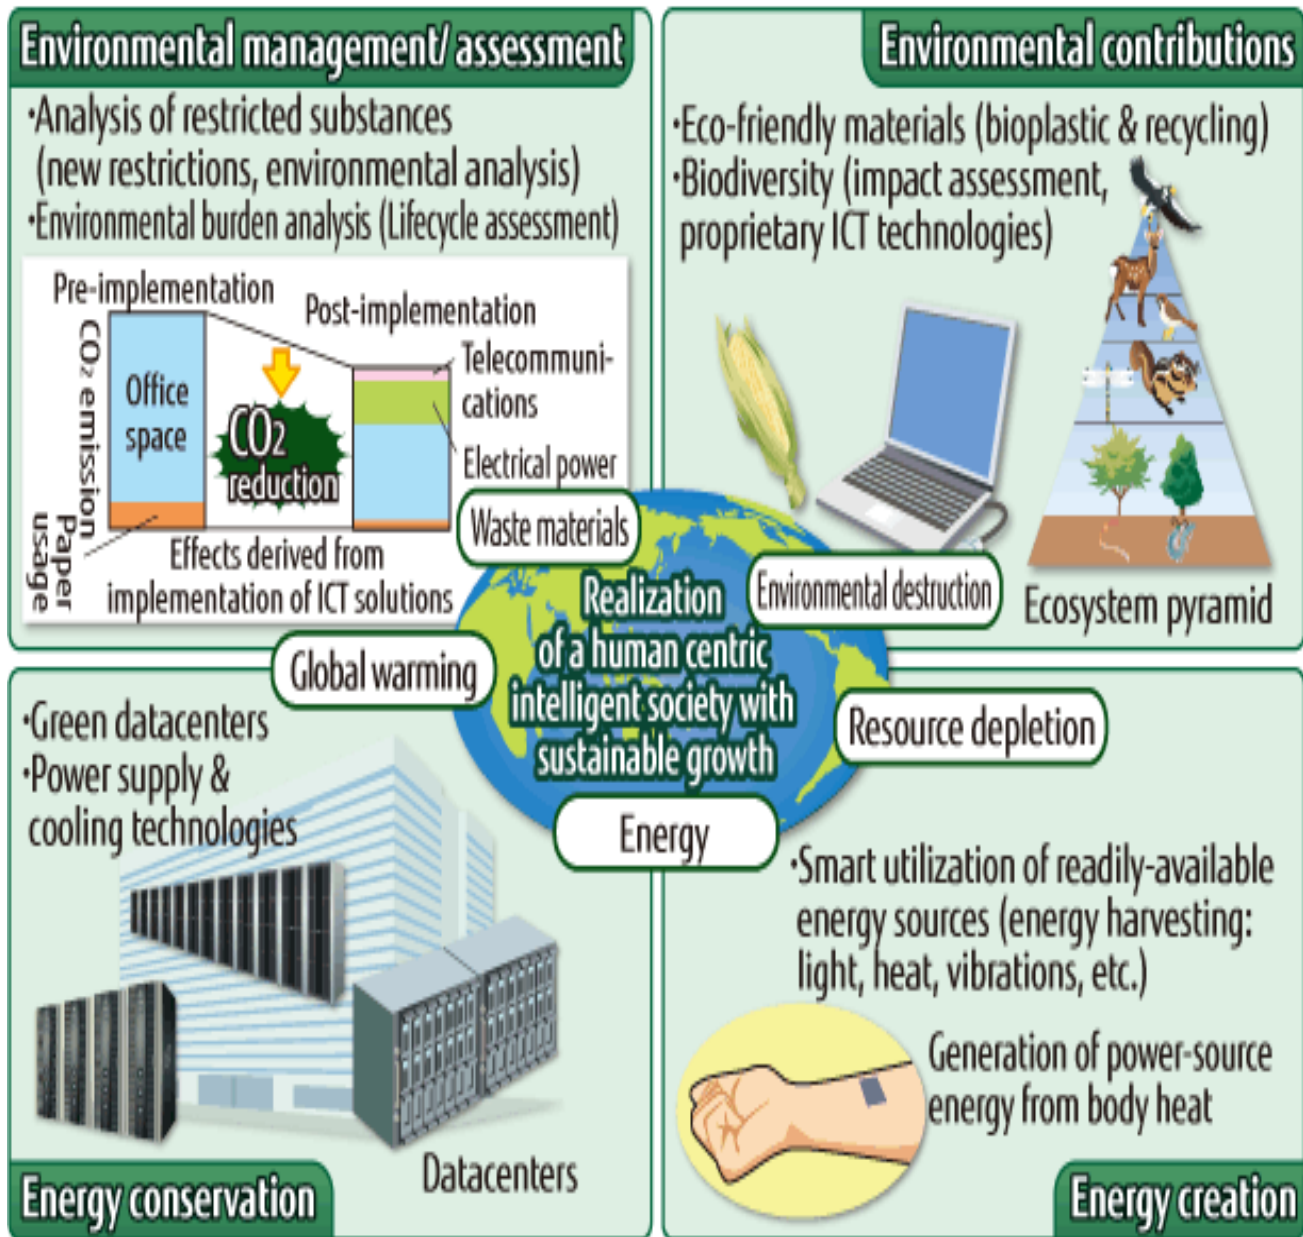 Environmental management/ assessment
·Analysis of restricted substances
(new restrictions, environmental analysis)
·Environmental burden analysis (Lifecycle assessment)
Pre-implementation
Post-implementation
CO₂ emission
Office
space
CO2
reduction
Telecommuni-
cations
Electrical power
Paper
usage
Effects derived from
implementation of ICT solutions
Environmental contributions
·Eco-friendly materials (bioplastic & recycling)
·Biodiversity (impact assessment,
proprietary ICT technologies)
Ecosystem pyramid
Waste materials
Environmental destruction
Global warming
Resource depletion
Energy
Realization
of a human centric
intelligent society with
sustainable growth
·Green datacenters
·Power supply &
cooling technologies
Datacenters
Energy conservation
·Smart utilization of readily-available
energy sources (energy harvesting:
light, heat, vibrations, etc.)
Generation of power-source
energy from body heat
Energy creation